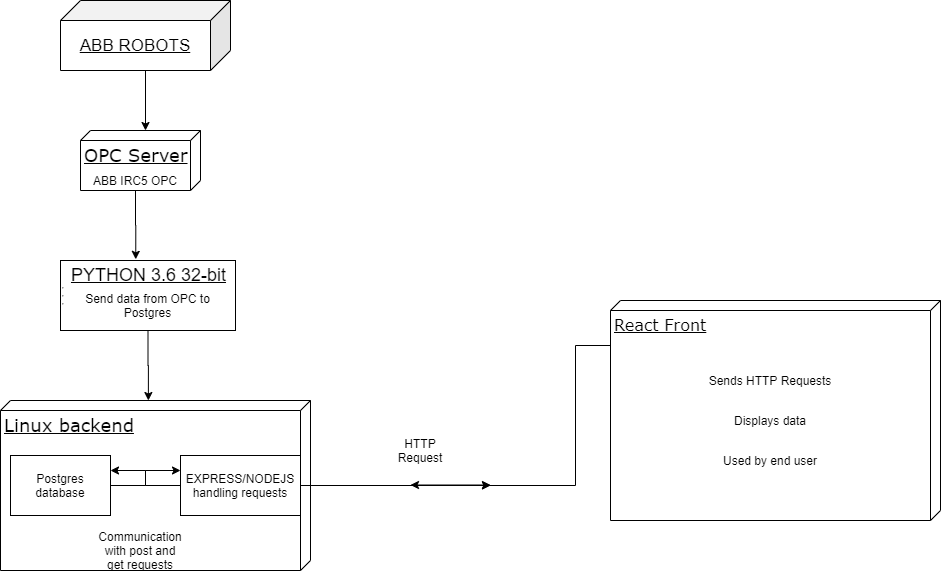 ABB ROBOTS
OPC Server
ABB IRC5 OPC
PYTHON 3.6 32-bit
Send data from OPC to
Postgres
Linux backend
Postgres
database
EXPRESS/NODEJS
handling requests
Communication
with post and
get requests
HTTP
Request
React Front
Sends HTTP Requests
Displays data
Used by end user